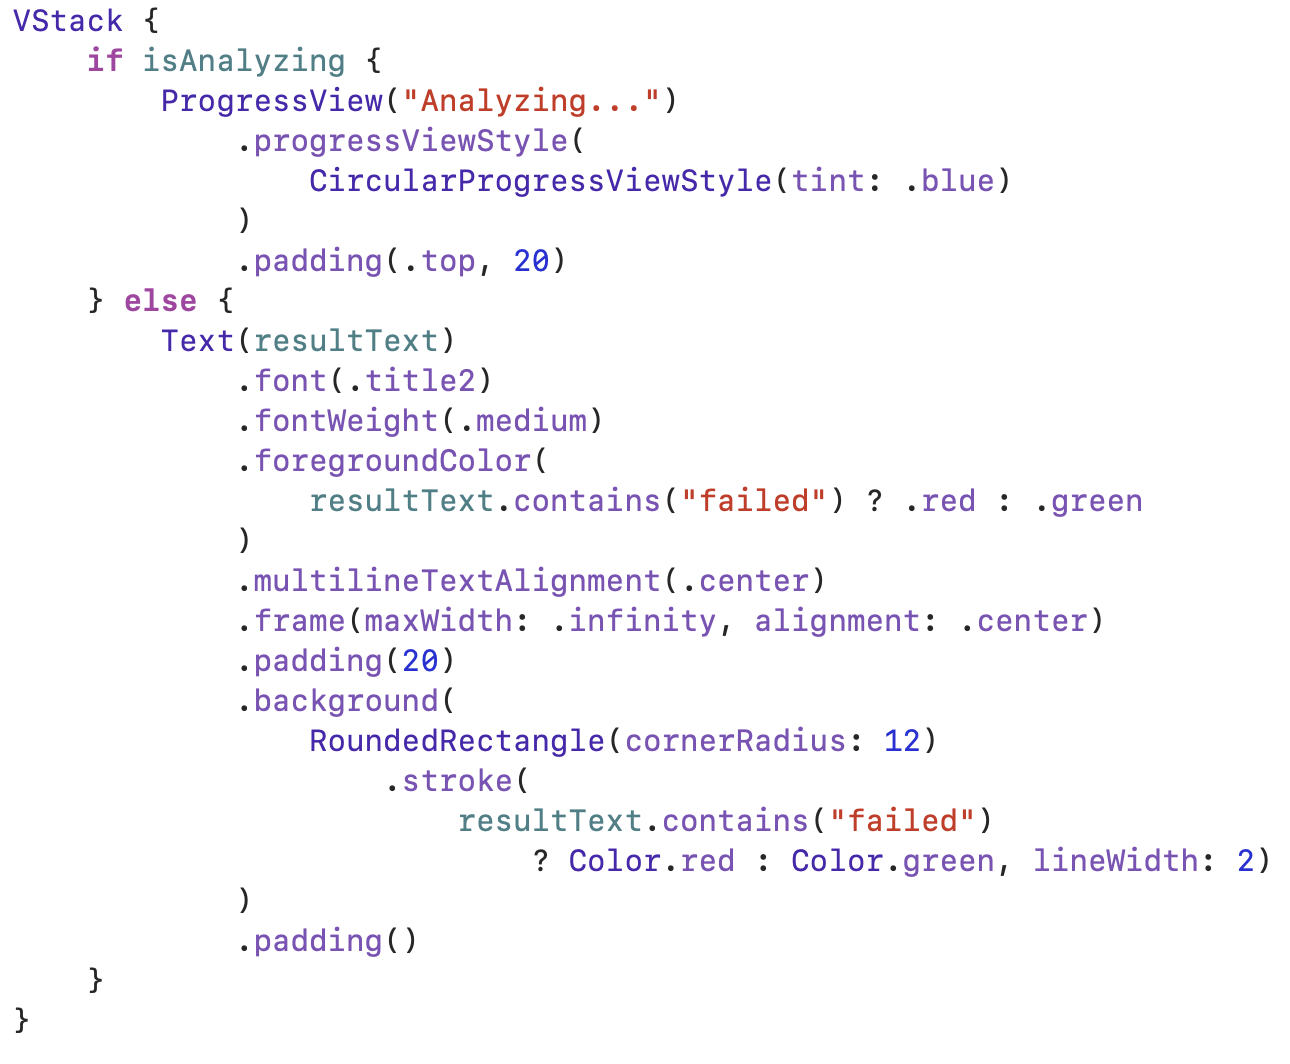 VStack {
    if isAnalyzing {
        ProgressView("Analyzing...")
            .progressViewStyle(
                CircularProgressViewStyle(tint: .blue)
            )
            .padding(.top, 20)
    } else {
        Text(resultText)
            .font(.title2)
            .fontWeight(.medium)
            .foregroundColor(
                resultText.contains("failed") ? .red : .green
            )
            .multilineTextAlignment(.center)
            .frame(maxWidth: .infinity, alignment: .center)
            .padding(20)
            .background(
                RoundedRectangle(cornerRadius: 12)
                    .stroke(
                        resultText.contains("failed")
                            ? Color.red : Color.green, lineWidth: 2)
            )
            .padding()
    }
}